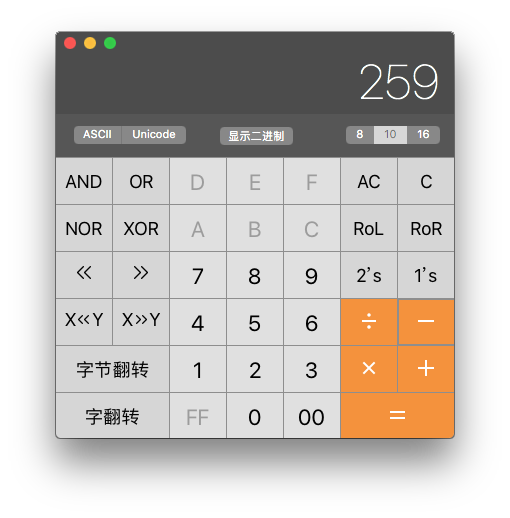 259
ASCII Unicode 显示二进制 8 10 16
AND OR D E F AC C
NOR XOR A B C RoL RoR
« » 7 8 9 2's 1's
X«Y X»Y 4 5 6 ÷ −
字节翻转 1 2 3 × +
字翻转 FF 0 00 =